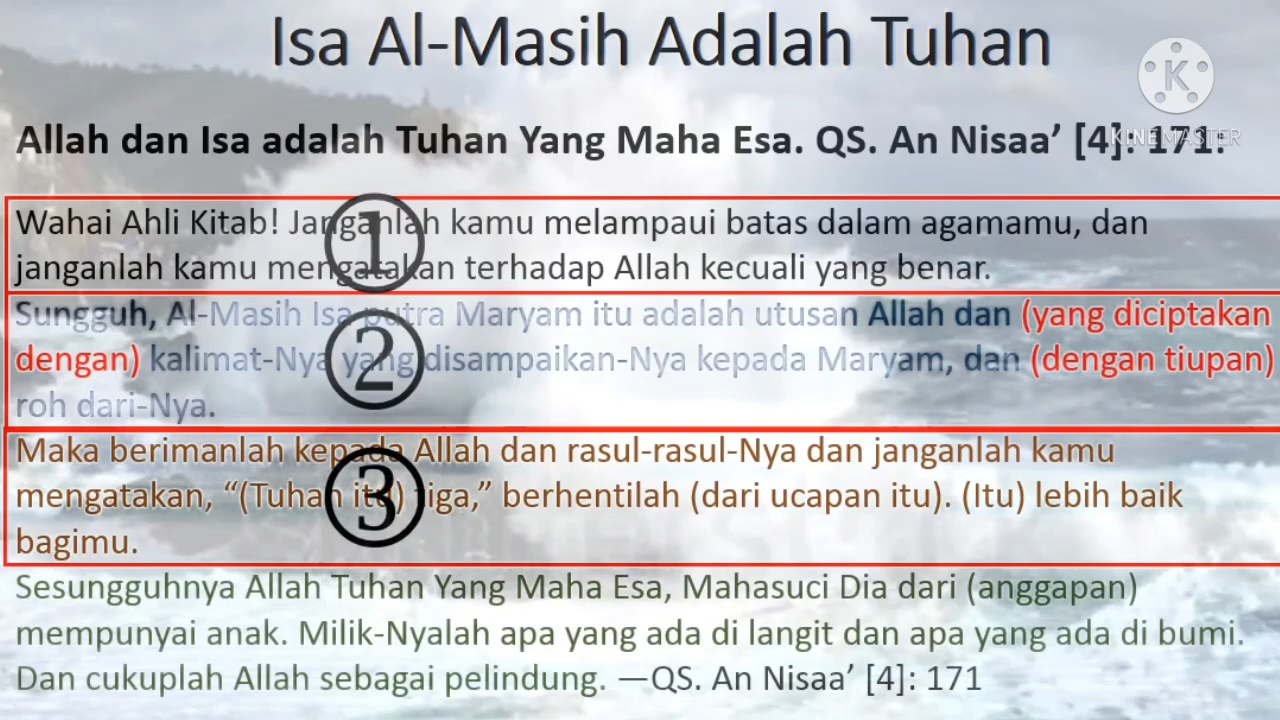 Isa Al-Masih Adalah Tuhan
K
KINEMASTER
Allah dan Isa adalah Tuhan Yang Maha Esa. QS. An Nisaa’ [4]: 171:
Wahai Ahli Kitab! Janganlah kamu melampaui batas dalam agamamu, dan
janganlah kamu mengatakan terhadap Allah kecuali yang benar.
①
Sungguh, Al-Masih Isa putra Maryam itu adalah utusan Allah dan (yang diciptakan
dengan) kalimat-Nya yang disampaikan-Nya kepada Maryam, dan (dengan tiupan)
roh dari-Nya.
②
Maka berimanlah kepada Allah dan rasul-rasul-Nya dan janganlah kamu
mengatakan, “(Tuhan itu) tiga,” berhentilah (dari ucapan itu). (Itu) lebih baik
bagimu.
③
Sesungguhnya Allah Tuhan Yang Maha Esa, Mahasuci Dia dari (anggapan)
mempunyai anak. Milik-Nyalah apa yang ada di langit dan apa yang ada di bumi.
Dan cukuplah Allah sebagai pelindung. —QS. An Nisaa’ [4]: 171